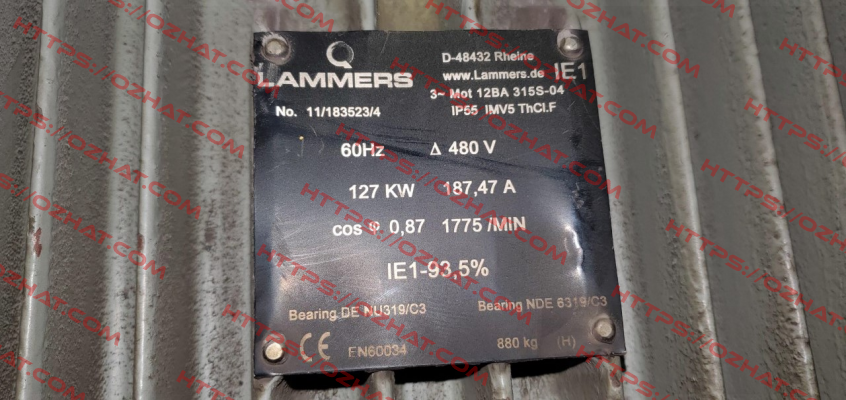 LAMMERS
D-48432 Rheine
www.Lammers.de IE1
3~ Mot 12BA 315S-04
No. 11/183523/4 IP55 IMV5 ThCl.F
60Hz Δ 480 V
127 KW 187,47 A
cos φ 0,87 1775 /MIN
IE1-93,5%
Bearing DE NU319/C3 Bearing NDE 6319/C3
CE EN60034 880 kg (H)
HTTPS://OZHAT.COM